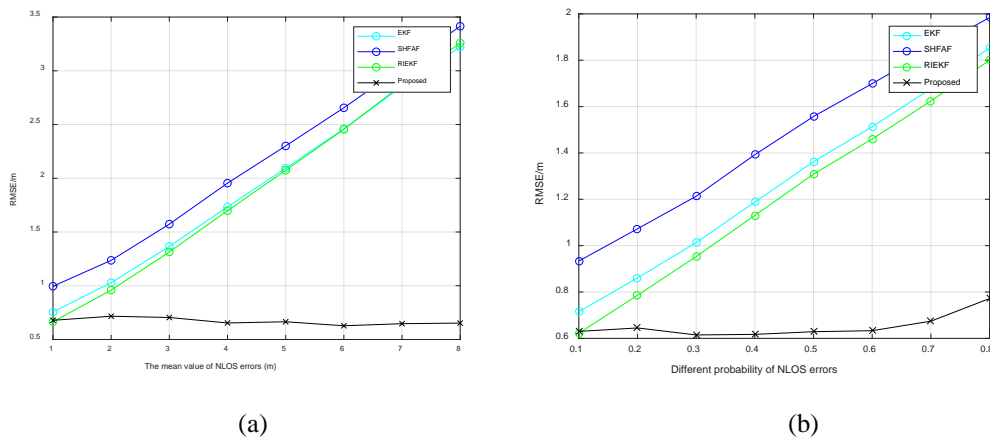 3.5
3
2.5
2
1.5
1
0.5
RMSE/m
1 2 3 4 5 6 7 8
The mean value of NLOS errors (m)
EKF
SHFAF
RIEKF
Proposed
(a)
2
1.8
1.6
1.4
1.2
1
0.8
0.6
RMSE/m
0.1 0.2 0.3 0.4 0.5 0.6 0.7 0.8
Different probability of NLOS errors
EKF
SHFAF
RIEKF
Proposed
(b)